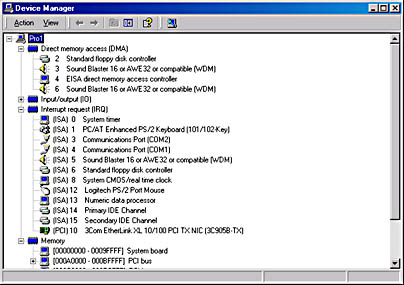 Device Manager
Action View
Pro1
Direct memory access (DMA)
2 Standard floppy disk controller
3 Sound Blaster 16 or AWE32 or compatible (WDM)
4 EISA direct memory access controller
6 Sound Blaster 16 or AWE32 or compatible (WDM)
Input/output (IO)
Interrupt request (IRQ)
(ISA) 0 System timer
(ISA) 1 PC/AT Enhanced PS/2 Keyboard (101/102-Key)
(ISA) 3 Communications Port (COM2)
(ISA) 4 Communications Port (COM1)
(ISA) 5 Sound Blaster 16 or AWE32 or compatible (WDM)
(ISA) 6 Standard floppy disk controller
(ISA) 8 System CMOS/real time clock
(ISA) 12 Logitech PS/2 Port Mouse
(ISA) 13 Numeric data processor
(ISA) 14 Primary IDE Channel
(ISA) 15 Secondary IDE Channel
(PCI) 10 3Com EtherLink XL 10/100 PCI TX NIC (3C905B-TX)
Memory
[00000000 - 0009FFFF] System board
[000A0000 - 000BFFFF] PCI bus